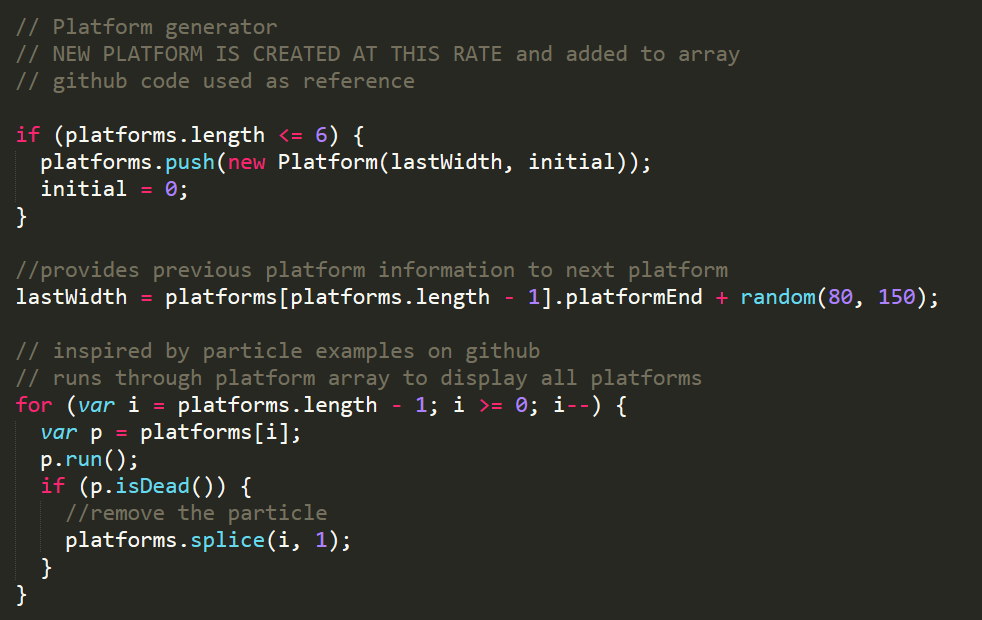 // Platform generator
// NEW PLATFORM IS CREATED AT THIS RATE and added to array
// github code used as reference
if (platforms.length <= 6) {
platforms.push(new Platform(lastWidth, initial));
initial = 0;
}
//provides previous platform information to next platform
lastWidth = platforms[platforms.length - 1].platformEnd + random(80, 150);
// inspired by particle examples on github
// runs through platform array to display all platforms
for (var i = platforms.length - 1; i >= 0; i--) {
var p = platforms[i];
p.run();
if (p.isDead()) {
//remove the particle
platforms.splice(i, 1);
}
}